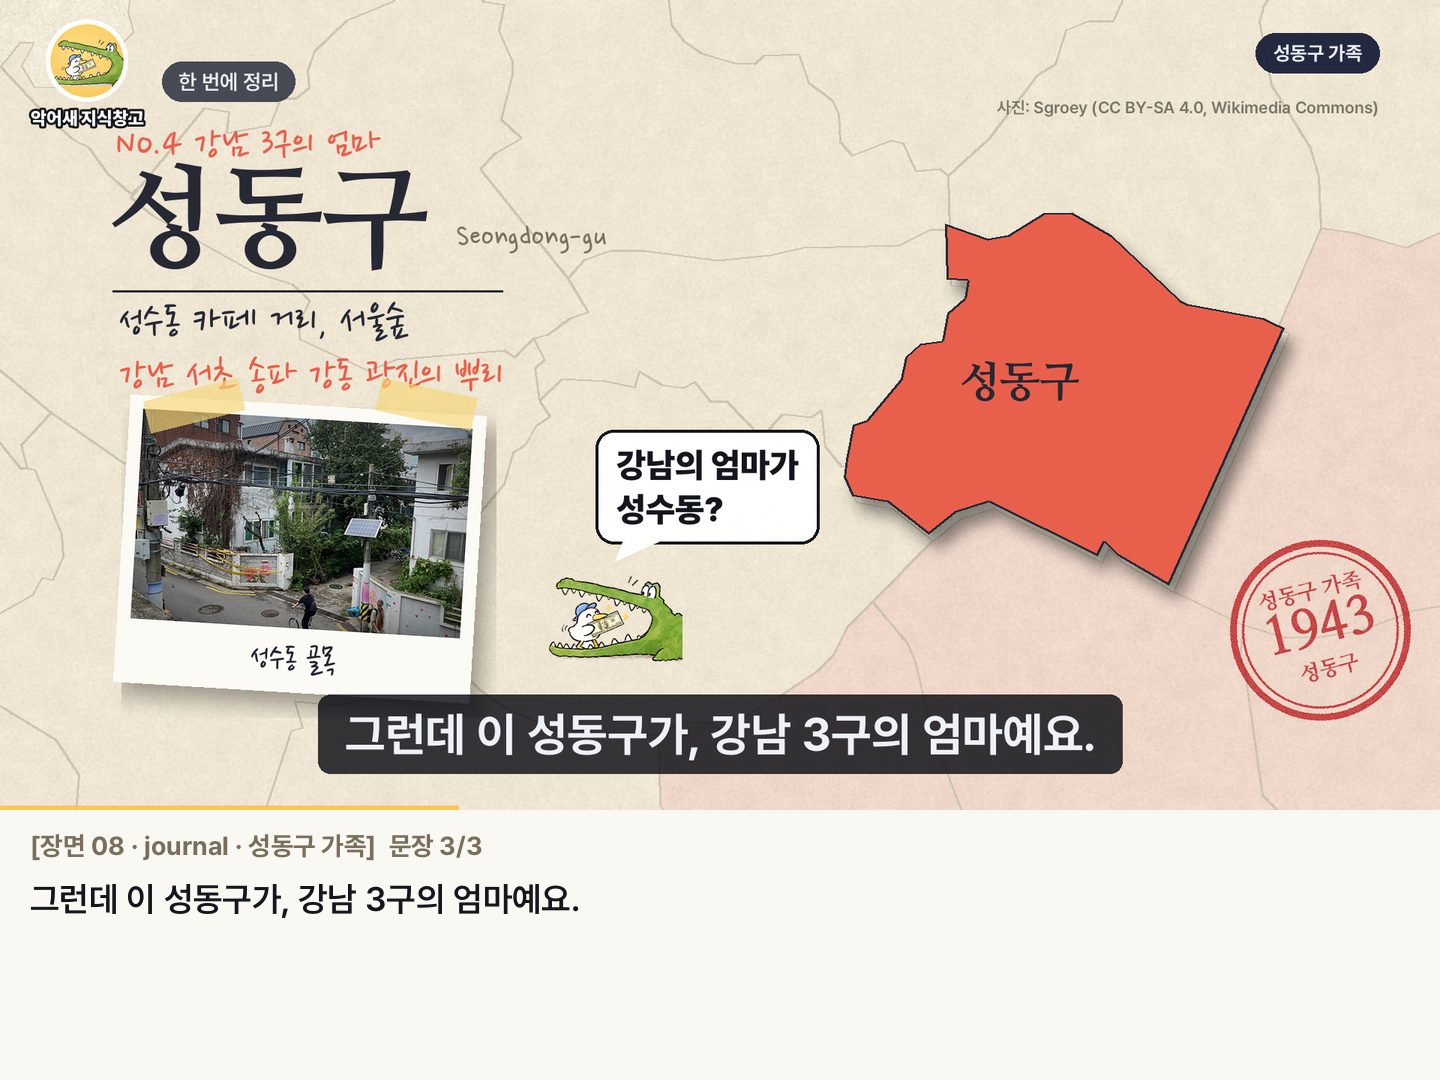 악어새 지식창고
한 번에 정리
성동구 가족
사진: Sgroey (CC BY-SA 4.0, Wikimedia Commons)
No.4 강남 3구의 엄마
성동구
Seongdong-gu
성수동 카페 거리, 서울숲
강남 서초 송파 강동 광진의 뿌리
성수동 골목
강남의 엄마가
성수동?
성동구
성동구 가족
1943
성동구
그런데 이 성동구가, 강남 3구의 엄마예요.
[장면 08 · journal · 성동구 가족] 문장 3/3
그런데 이 성동구가, 강남 3구의 엄마예요.